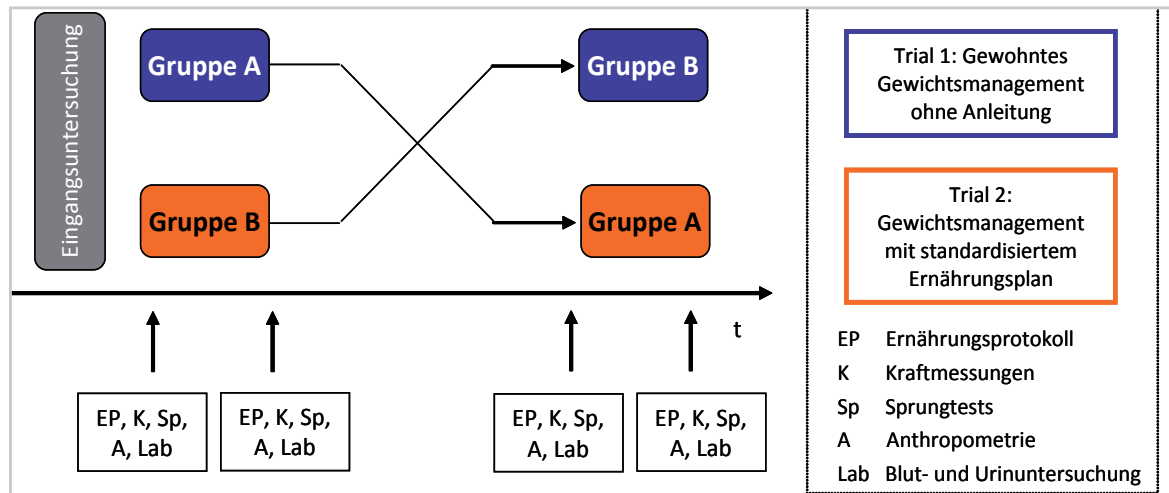 Eingangsuntersuchung
Gruppe A
Gruppe B
Gruppe B
Gruppe A
t
EP, K, Sp,
A, Lab
EP, K, Sp,
A, Lab
EP, K, Sp,
A, Lab
EP, K, Sp,
A, Lab
Trial 1: Gewohntes
Gewichtsmanagement
ohne Anleitung
Trial 2:
Gewichtsmanagement
mit standardisiertem
Ernährungsplan
EP Ernährungsprotokoll
K Kraftmessungen
Sp Sprungtests
A Anthropometrie
Lab Blut- und Urinuntersuchung